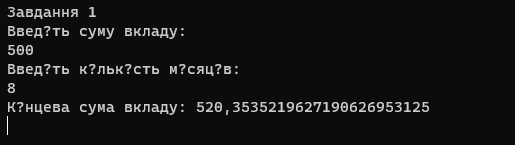 Завдання 1
Введ?ть суму вкладу:
500
Введ?ть к?льк?сть м?сяц?в:
8
К?нцева сума вкладу: 520,3535219627190626953125